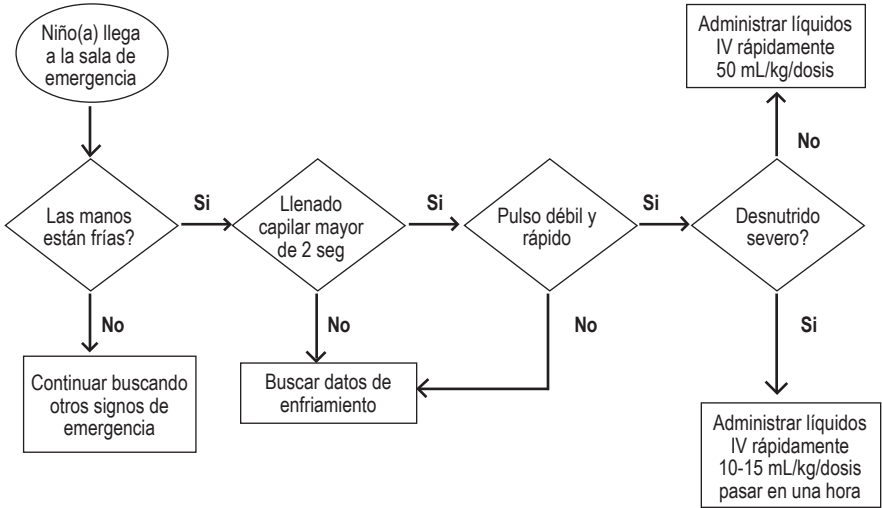 Niño(a) llega
a la sala de
emergencia
Las manos
están frías?
Si
Llenado
capilar mayor
de 2 seg
Si
Pulso débil y
rápido
Si
Desnutrido
severo?
No
Administrar líquidos
IV rápidamente
50 mL/kg/dosis
No
Continuar buscando
otros signos de
emergencia
No
Buscar datos de
enfriamiento
No
Si
Administrar líquidos
IV rápidamente
10-15 mL/kg/dosis
pasar en una hora